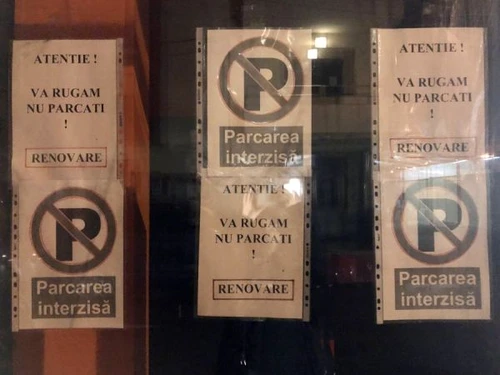 ATENTIE !
VA RUGAM
NU PARCATI
!
RENOVARE
P
Parcarea
interzisă
P
Parcarea
interzisă
ATENTIE !
VA RUGAM
NU PARCATI
!
RENOVARE
ATENTIE !
VA RUGAM
NU PARCATI
!
RENOVARE
P
Parcarea
interzisă